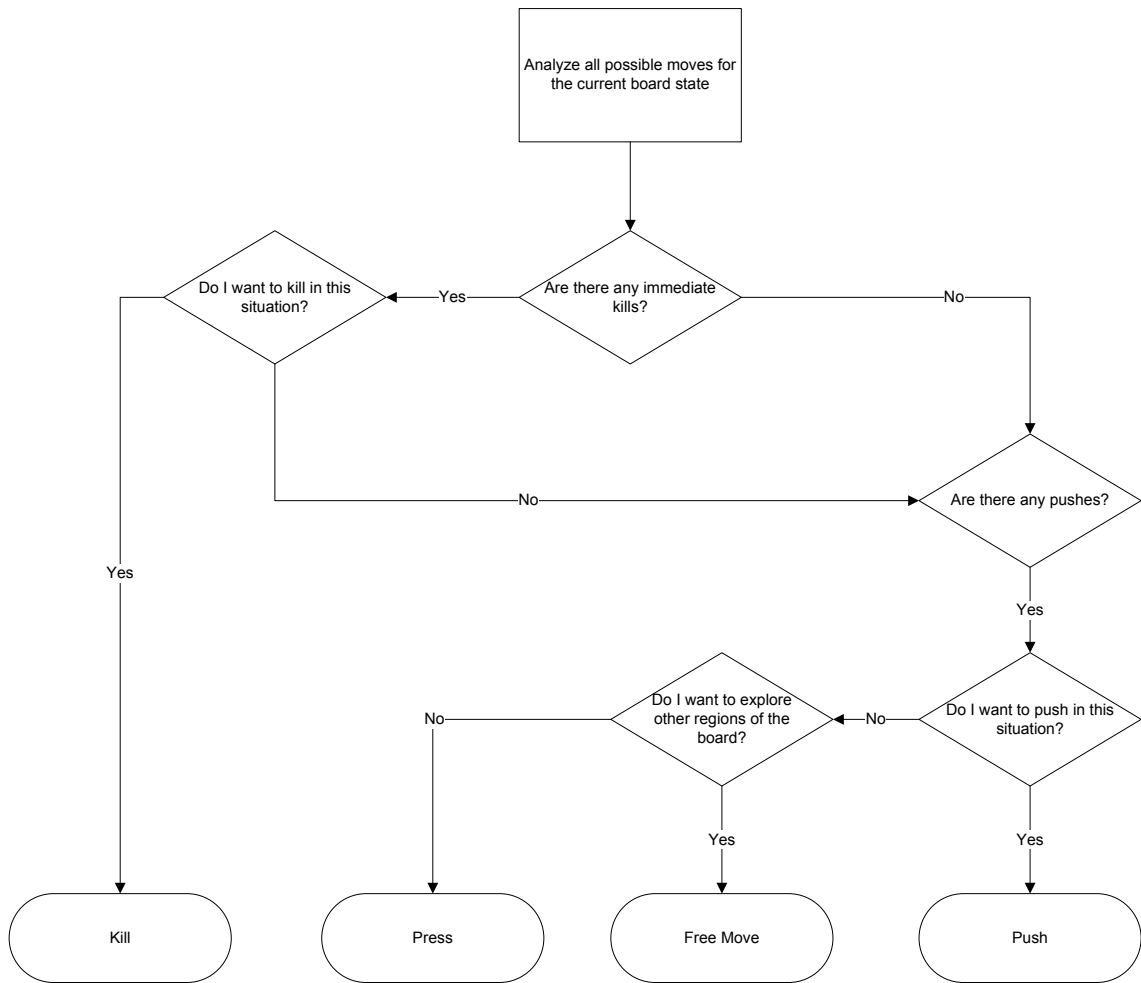 Analyze all possible moves for
the current board state
Do I want to kill in this
situation?
Yes
Are there any immediate
kills?
No
No
Are there any pushes?
Yes
Yes
Do I want to explore
other regions of the
board?
No
No
Do I want to push in this
situation?
Yes
Yes
Kill
Press
Free Move
Push